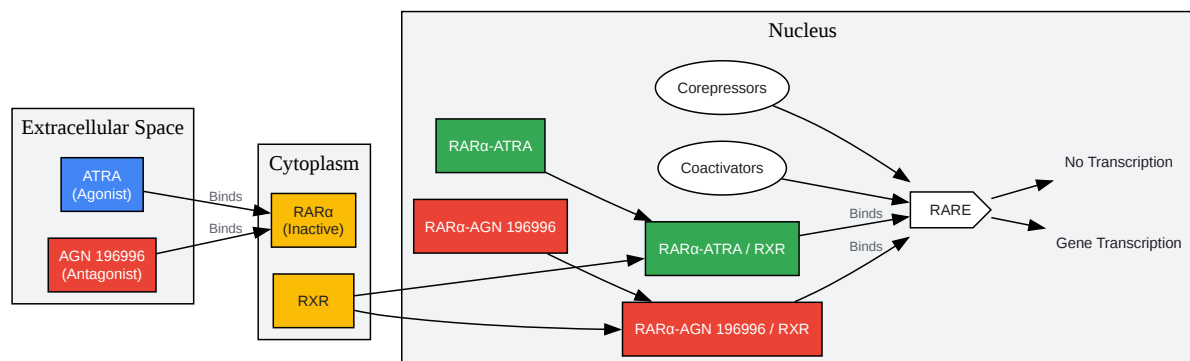 Nucleus
Corepressors
Extracellular Space
RARα-ATRA
Cytoplasm
Coactivators
No Transcription
ATRA
(Agonist)
Binds
RARα
(Inactive)
RARα-AGN 196996
Binds
RARE
Binds
AGN 196996
(Antagonist)
RARα-ATRA / RXR
Binds
Gene Transcription
RXR
RARα-AGN 196996 / RXR